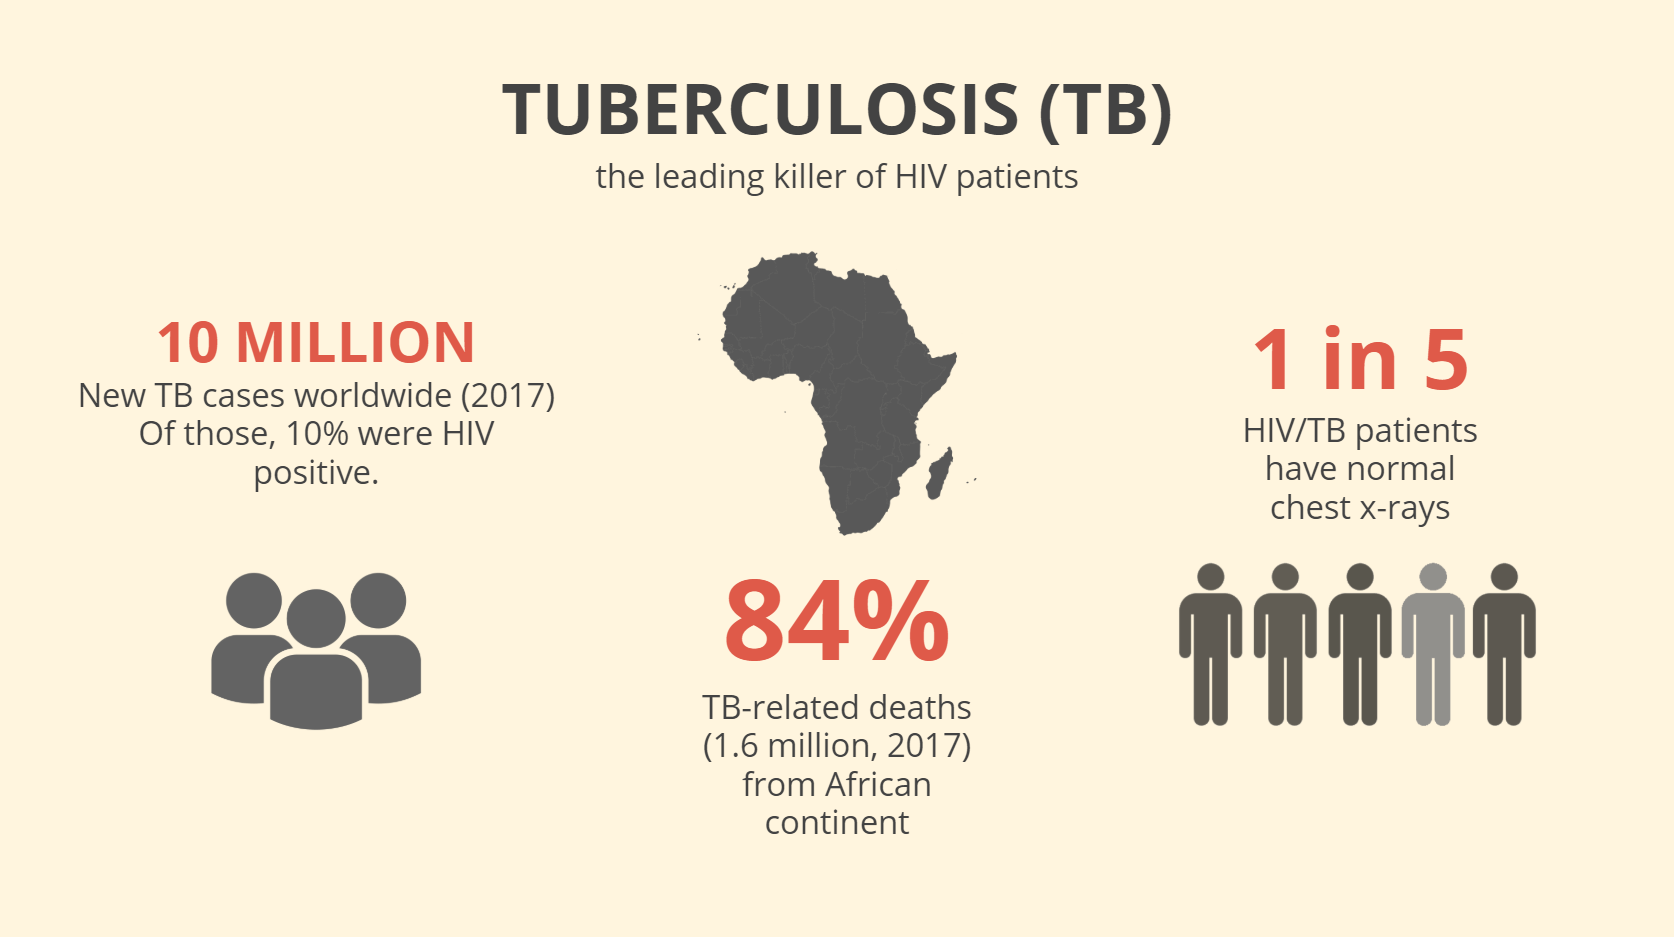 TUBERCULOSIS (TB)
the leading killer of HIV patients
10 MILLION
New TB cases worldwide (2017)
Of those, 10% were HIV
positive.
84%
TB-related deaths
(1.6 million, 2017)
from African
continent
1 in 5
HIV/TB patients
have normal
chest x-rays